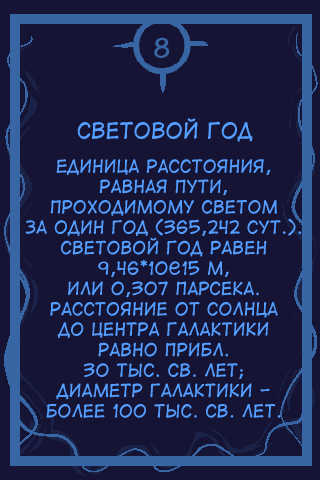 8
СВЕТОВОЙ ГОД
ЕДИНИЦА РАССТОЯНИЯ,
РАВНАЯ ПУТИ,
ПРОХОДИМОМУ СВЕТОМ
ЗА ОДИН ГОД (365,242 СУТ.).
СВЕТОВОЙ ГОД РАВЕН
9,46*10e15 М,
ИЛИ 0,307 ПАРСЕКА.
РАССТОЯНИЕ ОТ СОЛНЦА
ДО ЦЕНТРА ГАЛАКТИКИ
РАВНО ПРИБЛ.
30 ТЫС. СВ. ЛЕТ;
ДИАМЕТР ГАЛАКТИКИ -
БОЛЕЕ 100 ТЫС. СВ. ЛЕТ.